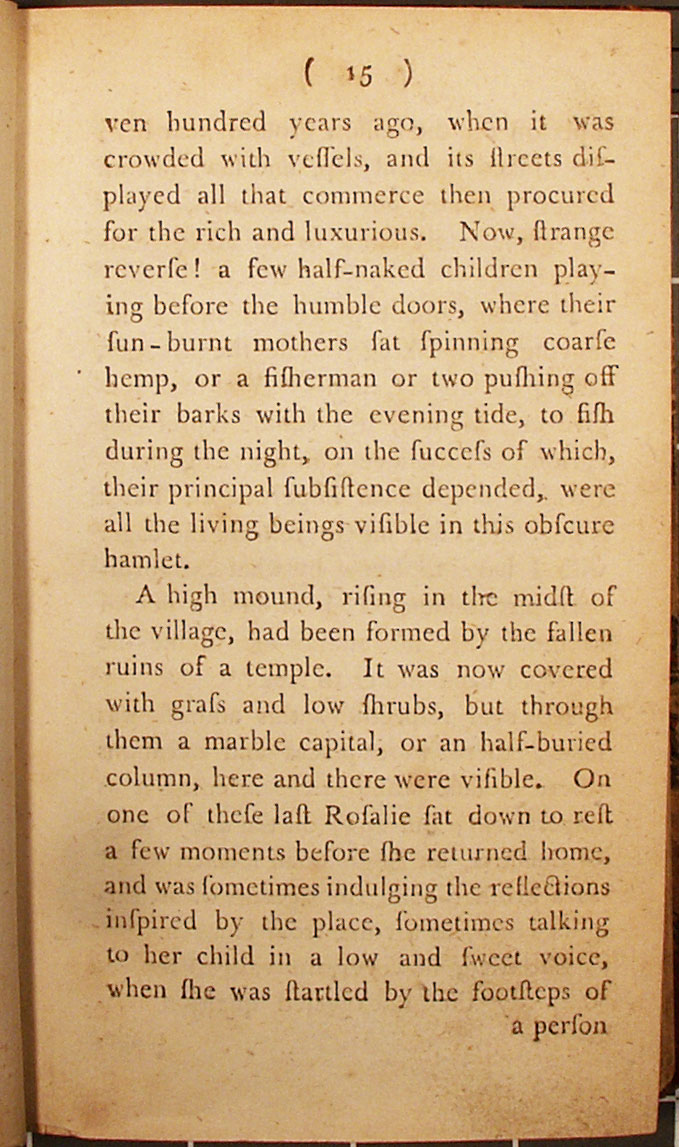 ( 15 )
ven hundred years ago, when it was
crowded with veſſels, and its ſtreets diſ-
played all that commerce then procured
for the rich and luxurious. Now, ſtrange
reverſe! a few half-naked children play-
ing before the humble doors, where their
ſun-burnt mothers ſat ſpinning coarſe
hemp, or a fiſherman or two puſhing off
their barks with the evening tide, to fiſh
during the night, on the ſucceſs of which,
their principal ſubſiſtence depended, were
all the living beings viſible in this obſcure
hamlet.
A high mound, riſing in the midſt of
the village, had been formed by the fallen
ruins of a temple. It was now covered
with graſs and low ſhrubs, but through
them a marble capital, or an half-buried
column, here and there were viſible. On
one of theſe laſt Roſalie ſat down to reſt
a few moments before ſhe returned home,
and was ſometimes indulging the reflections
inſpired by the place, ſometimes talking
to her child in a low and ſweet voice,
when ſhe was ſtartled by the footſteps of
a perſon